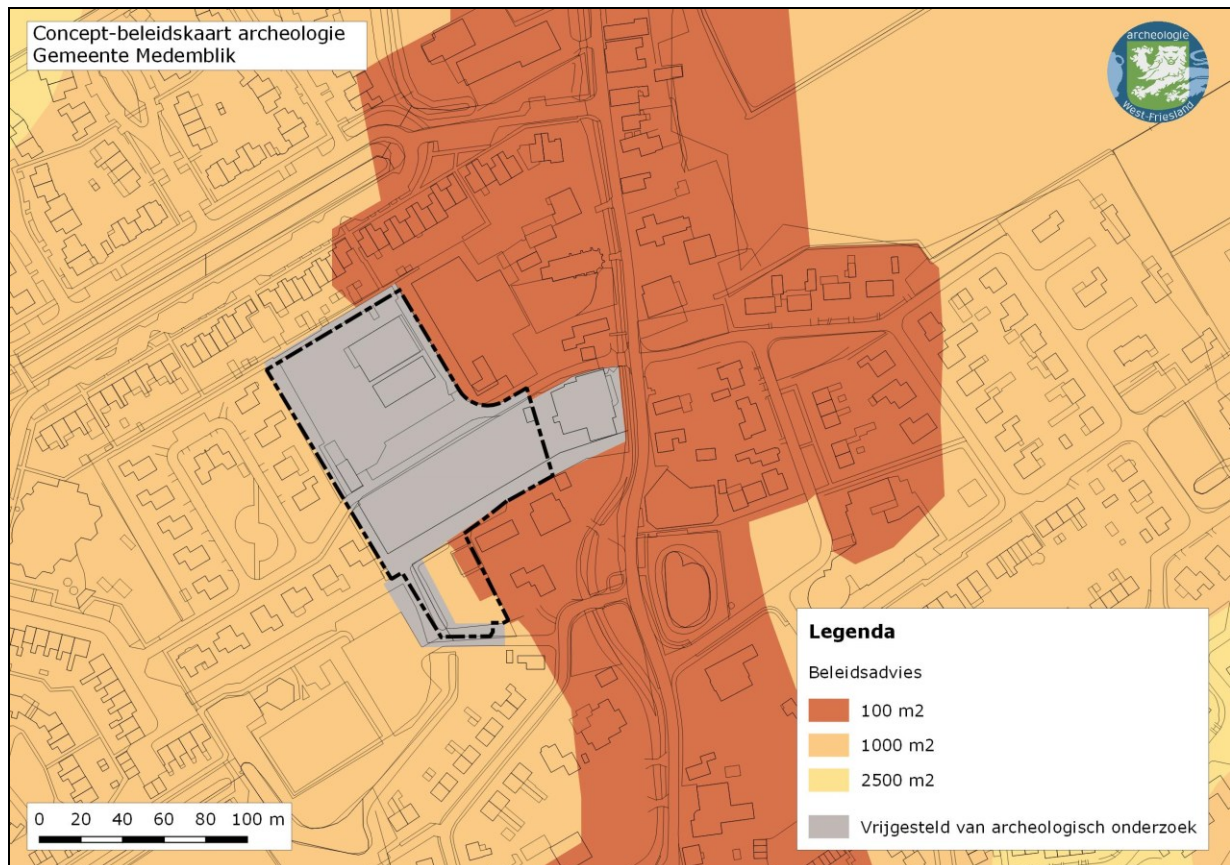 Concept-beleidskaart archeologie
Gemeente Medemblik
archeologie
West-Friesland
Legenda
Beleidsadvies
100 m2
1000 m2
2500 m2
Vrijgesteld van archeologisch onderzoek
0 20 40 60 80 100 m